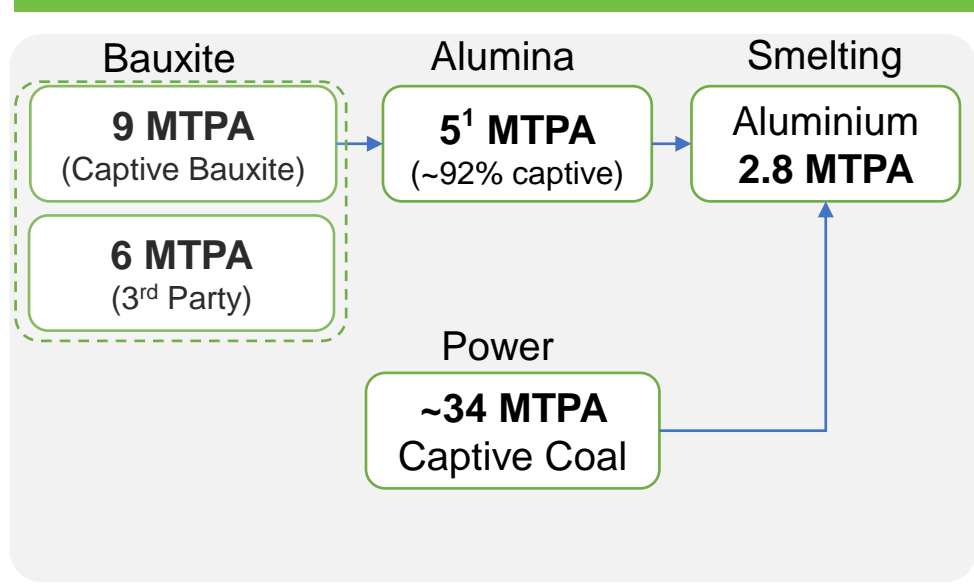 Bauxite
9 MTPA
(Captive Bauxite)
6 MTPA
(3rd Party)
Alumina
5¹ MTPA
(~92% captive)
Smelting
Aluminium
2.8 MTPA
Power
~34 MTPA
Captive Coal